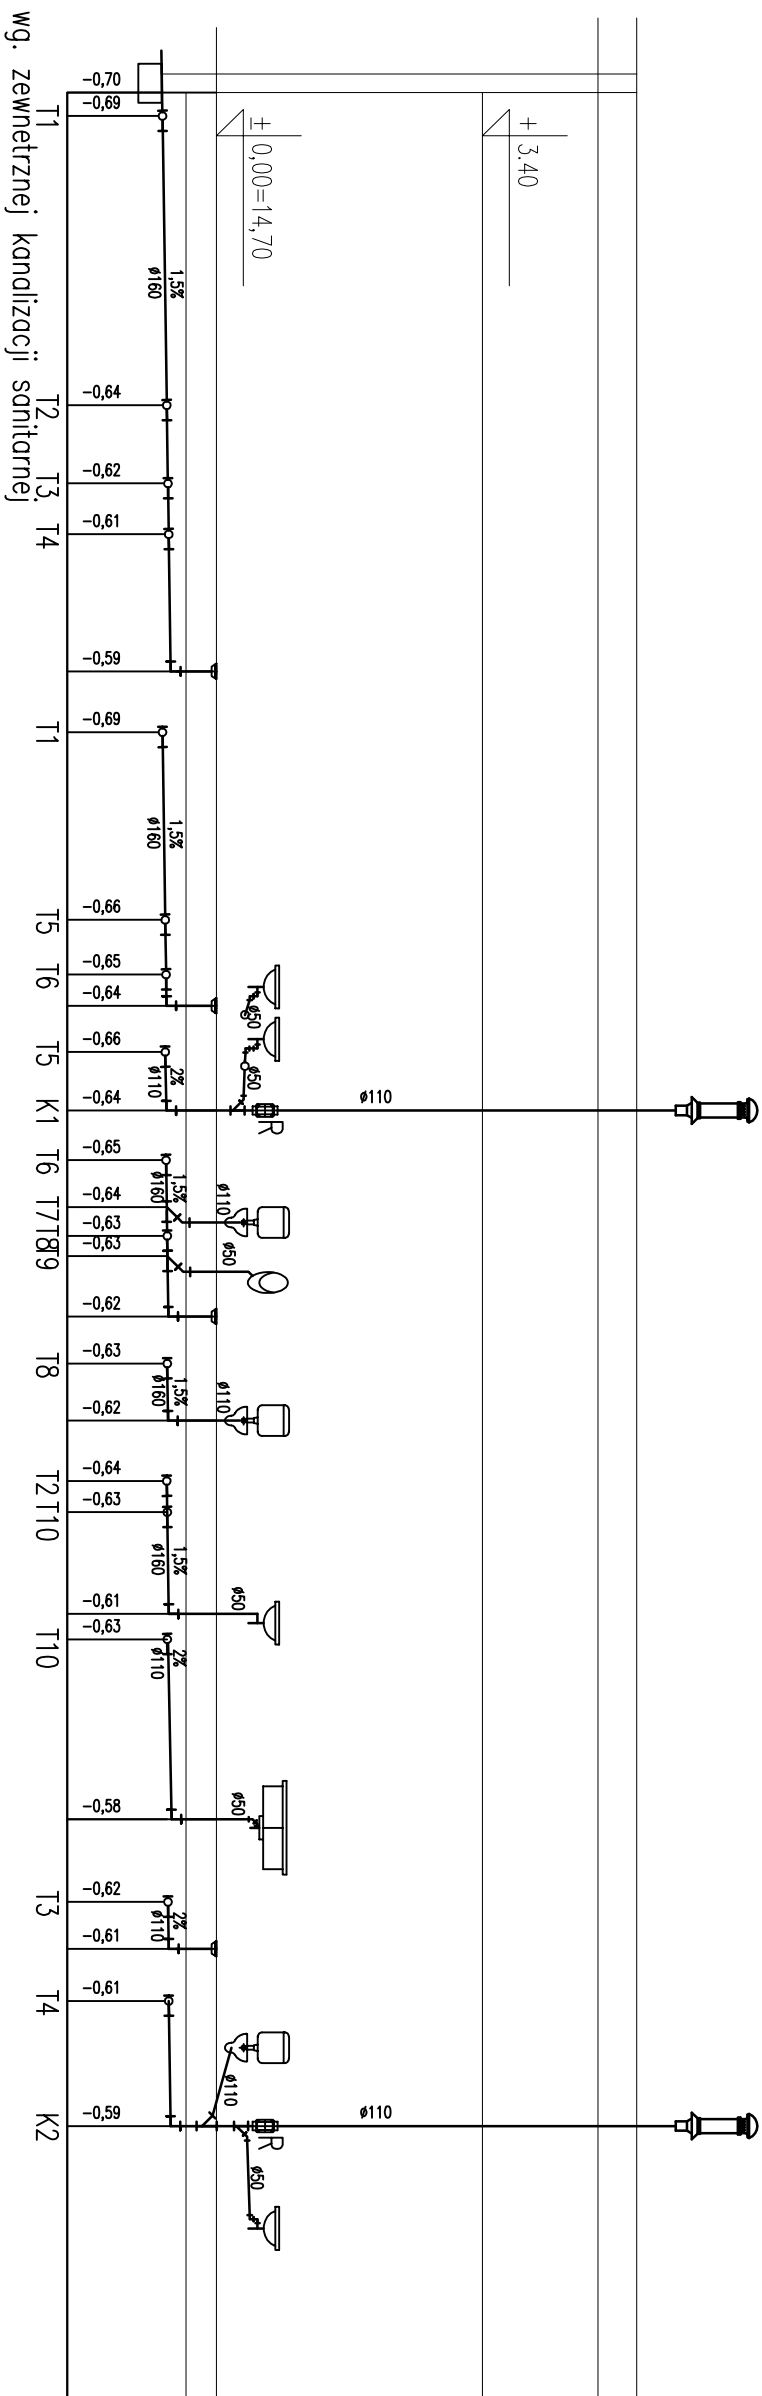 + 3.40
± 0,00=14,70
ø110
ø110
R
R
ø50
ø50
ø110
ø50
ø110
ø50
ø50
ø110
ø50
1,5%
ø160
1,5%
ø160
2%
ø110
1,5%
ø160
1,5%
ø160
1,5%
ø160
2%
ø110
2%
ø110
-0,70
-0,69
-0,64
-0,62
-0,61
-0,59
-0,69
-0,66
-0,65
-0,64
-0,66
-0,64
-0,65
-0,64
-0,63
-0,63
-0,62
-0,63
-0,62
-0,64
-0,63
-0,61
-0,63
-0,58
-0,62
-0,61
-0,61
-0,59
T1
T2
T3
T4
T1
T5
T6
T5
K1
T6
T7
T8
T9
T8
T2
T10
T10
T3
T4
K2
wg. zewnetrznej kanalizacji sanitarnej